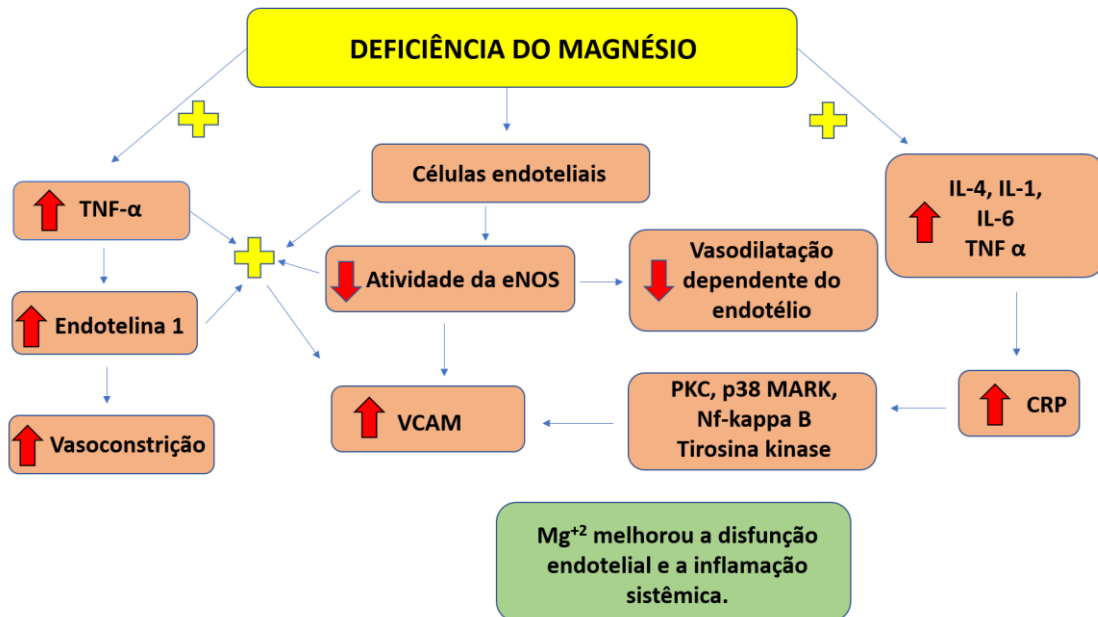 DEFICIÊNCIA DO MAGNÉSIO
TNF-α
Endotelina 1
Vasoconstrição
Células endoteliais
Atividade da eNOS
VCAM
Vasodilatação
dependente do
endotélio
IL-4, IL-1,
IL-6
TNF α
CRP
PKC, p38 MARK,
Nf-kappa B
Tirosina kinase
Mg⁺² melhorou a disfunção
endotelial e a inflamação
sistêmica.